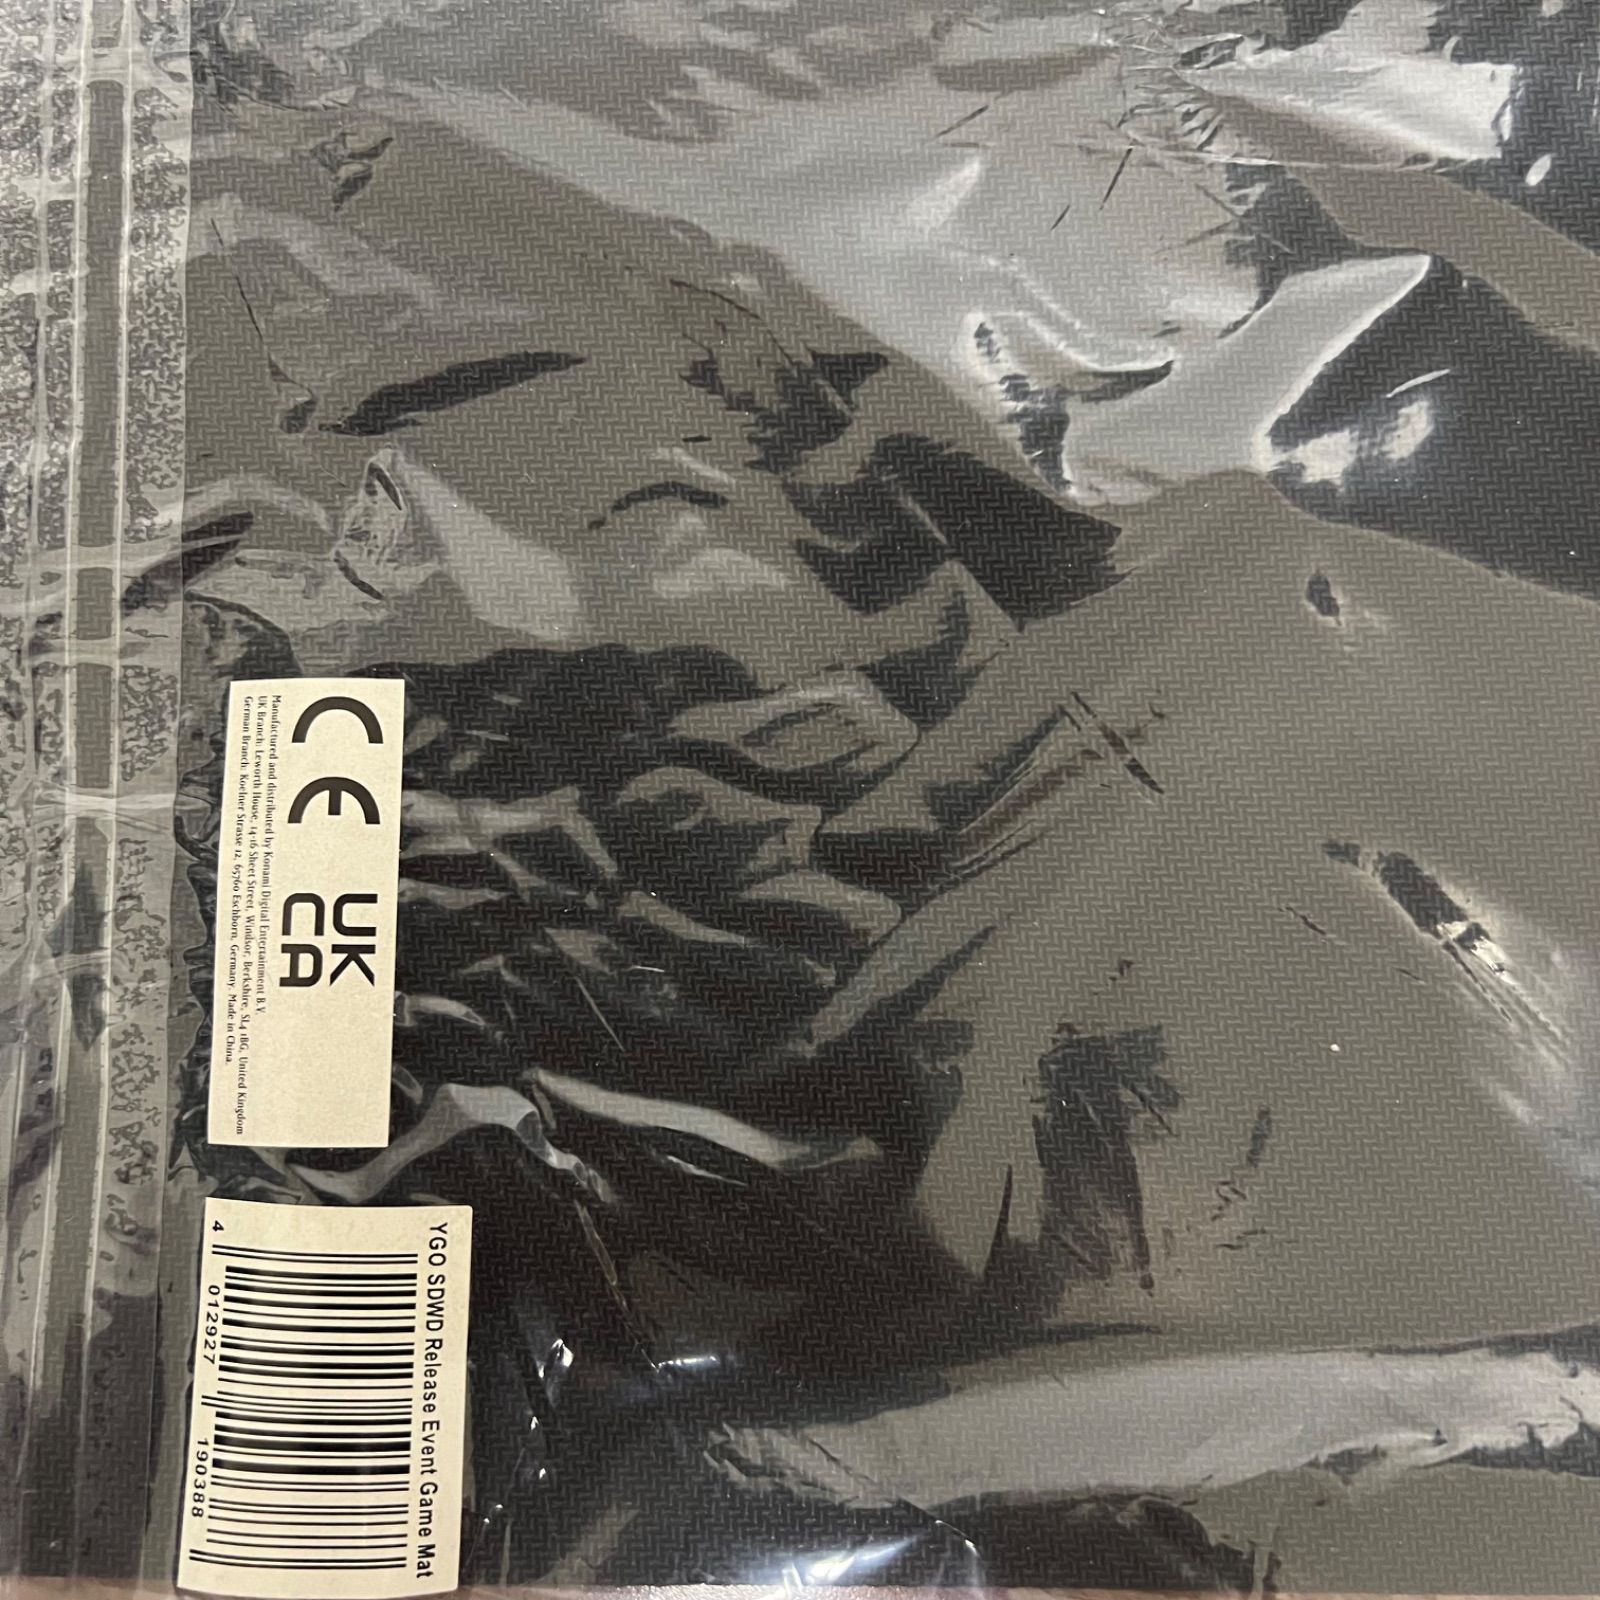 CE
UK
CA
Manufactured and distributed by Konami Digital Entertainment B.V.
UK Branch: Leworth House, 14-16 Sheet Street, Windsor, Berkshire, SL4 1BG, United Kingdom
German Branch: Koelner Strasse 12, 65760 Eschborn, Germany. Made in China.
YGO SDWD Release Event Game Mat
4 012927 190388